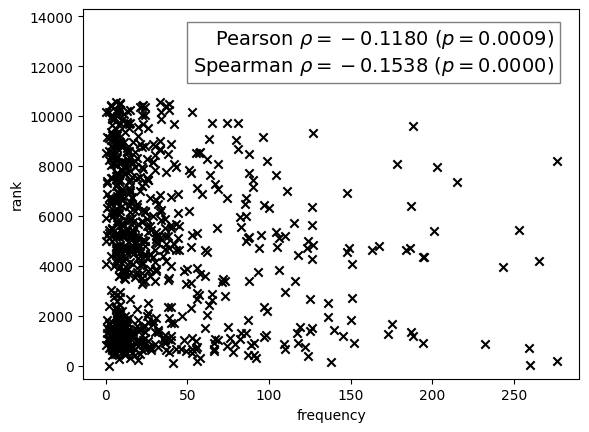 14000
12000
10000
8000
6000
4000
2000
0
rank
Pearson ρ = −0.1180 (p = 0.0009)
Spearman ρ = −0.1538 (p = 0.0000)
0 50 100 150 200 250
frequency